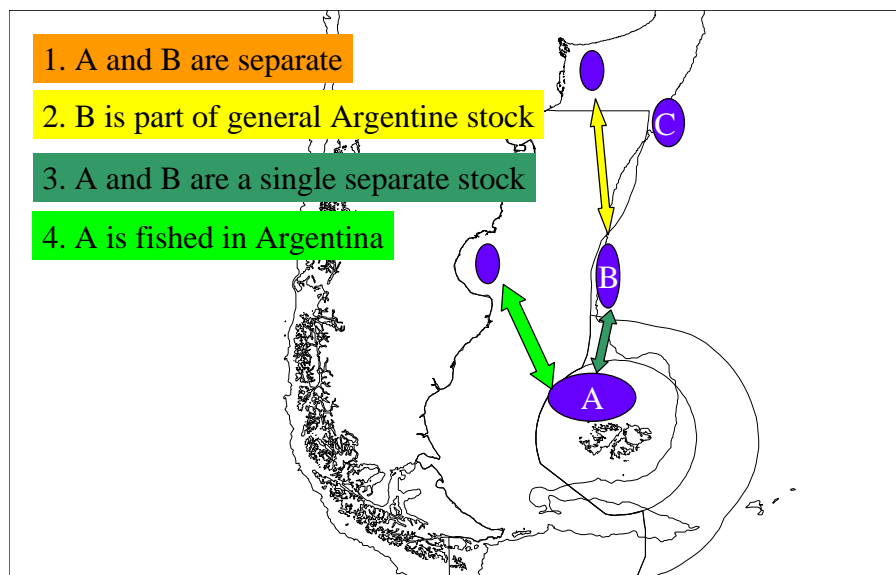 1. A and B are separate
2. B is part of general Argentine stock
3. A and B are a single separate stock
4. A is fished in Argentina
C
B
A